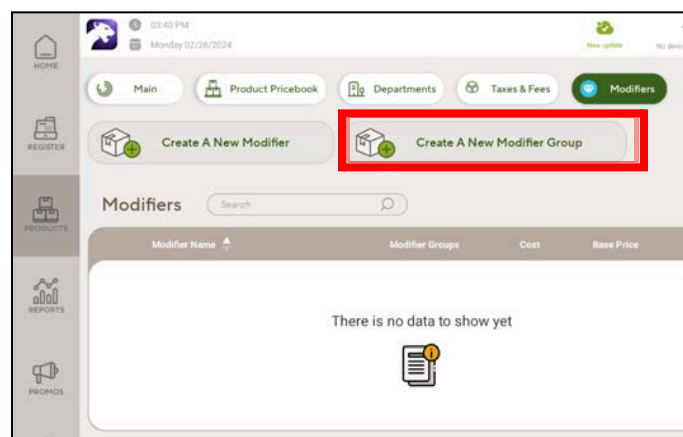 03:40 PM
Monday 02/26/2024
New update
HOME
Main
Product Pricebook
Departments
Taxes & Fees
Modifiers
REGISTER
Create A New Modifier
Create A New Modifier Group
PRODUCTS
Modifiers
Search
Modifier Name
Modifier Groups
Cost
Base Price
REPORTS
There is no data to show yet
PROMOS